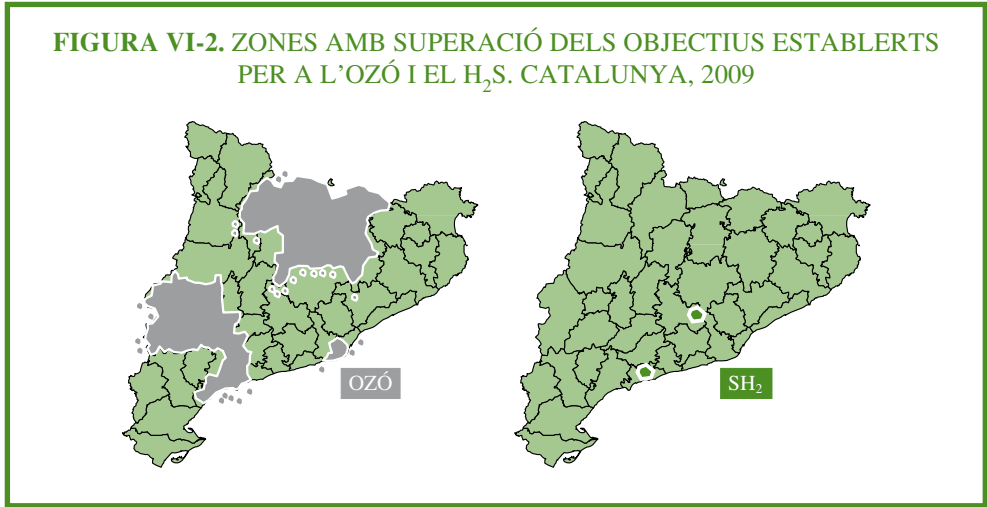 FIGURA VI-2. ZONES AMB SUPERACIÓ DELS OBJECTIUS ESTABLERTS
PER A L'OZÓ I EL H₂S. CATALUNYA, 2009
OZÓ
SH₂